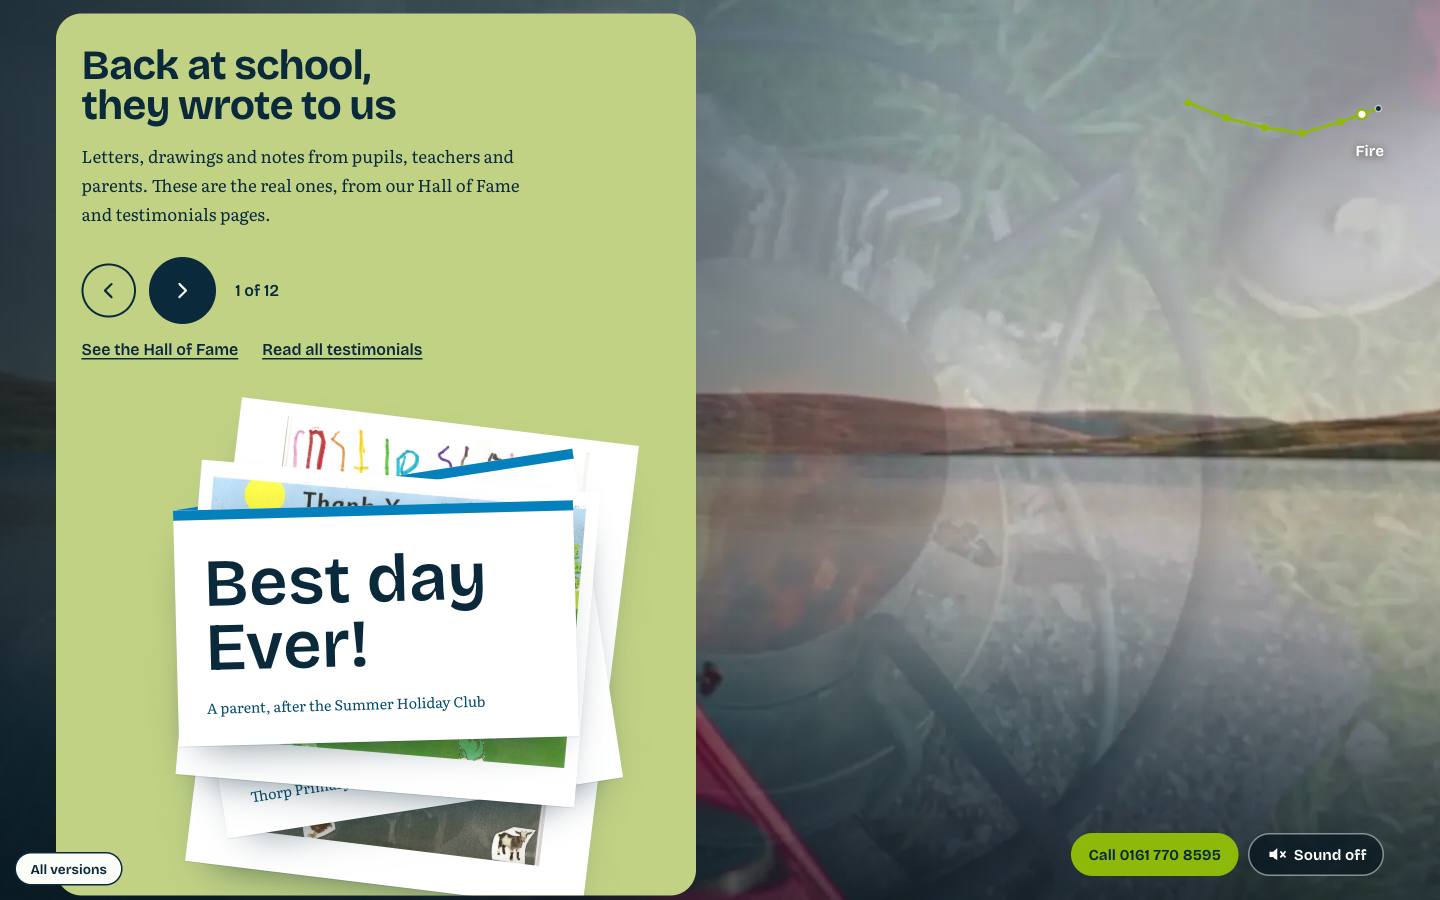 Back at school,
they wrote to us
Letters, drawings and notes from pupils, teachers and
parents. These are the real ones, from our Hall of Fame
and testimonials pages.
1 of 12
See the Hall of Fame
Read all testimonials
Thank
Best day
Ever!
A parent, after the Summer Holiday Club
Thorp
Fire
All versions
Call 0161 770 8595
Sound off